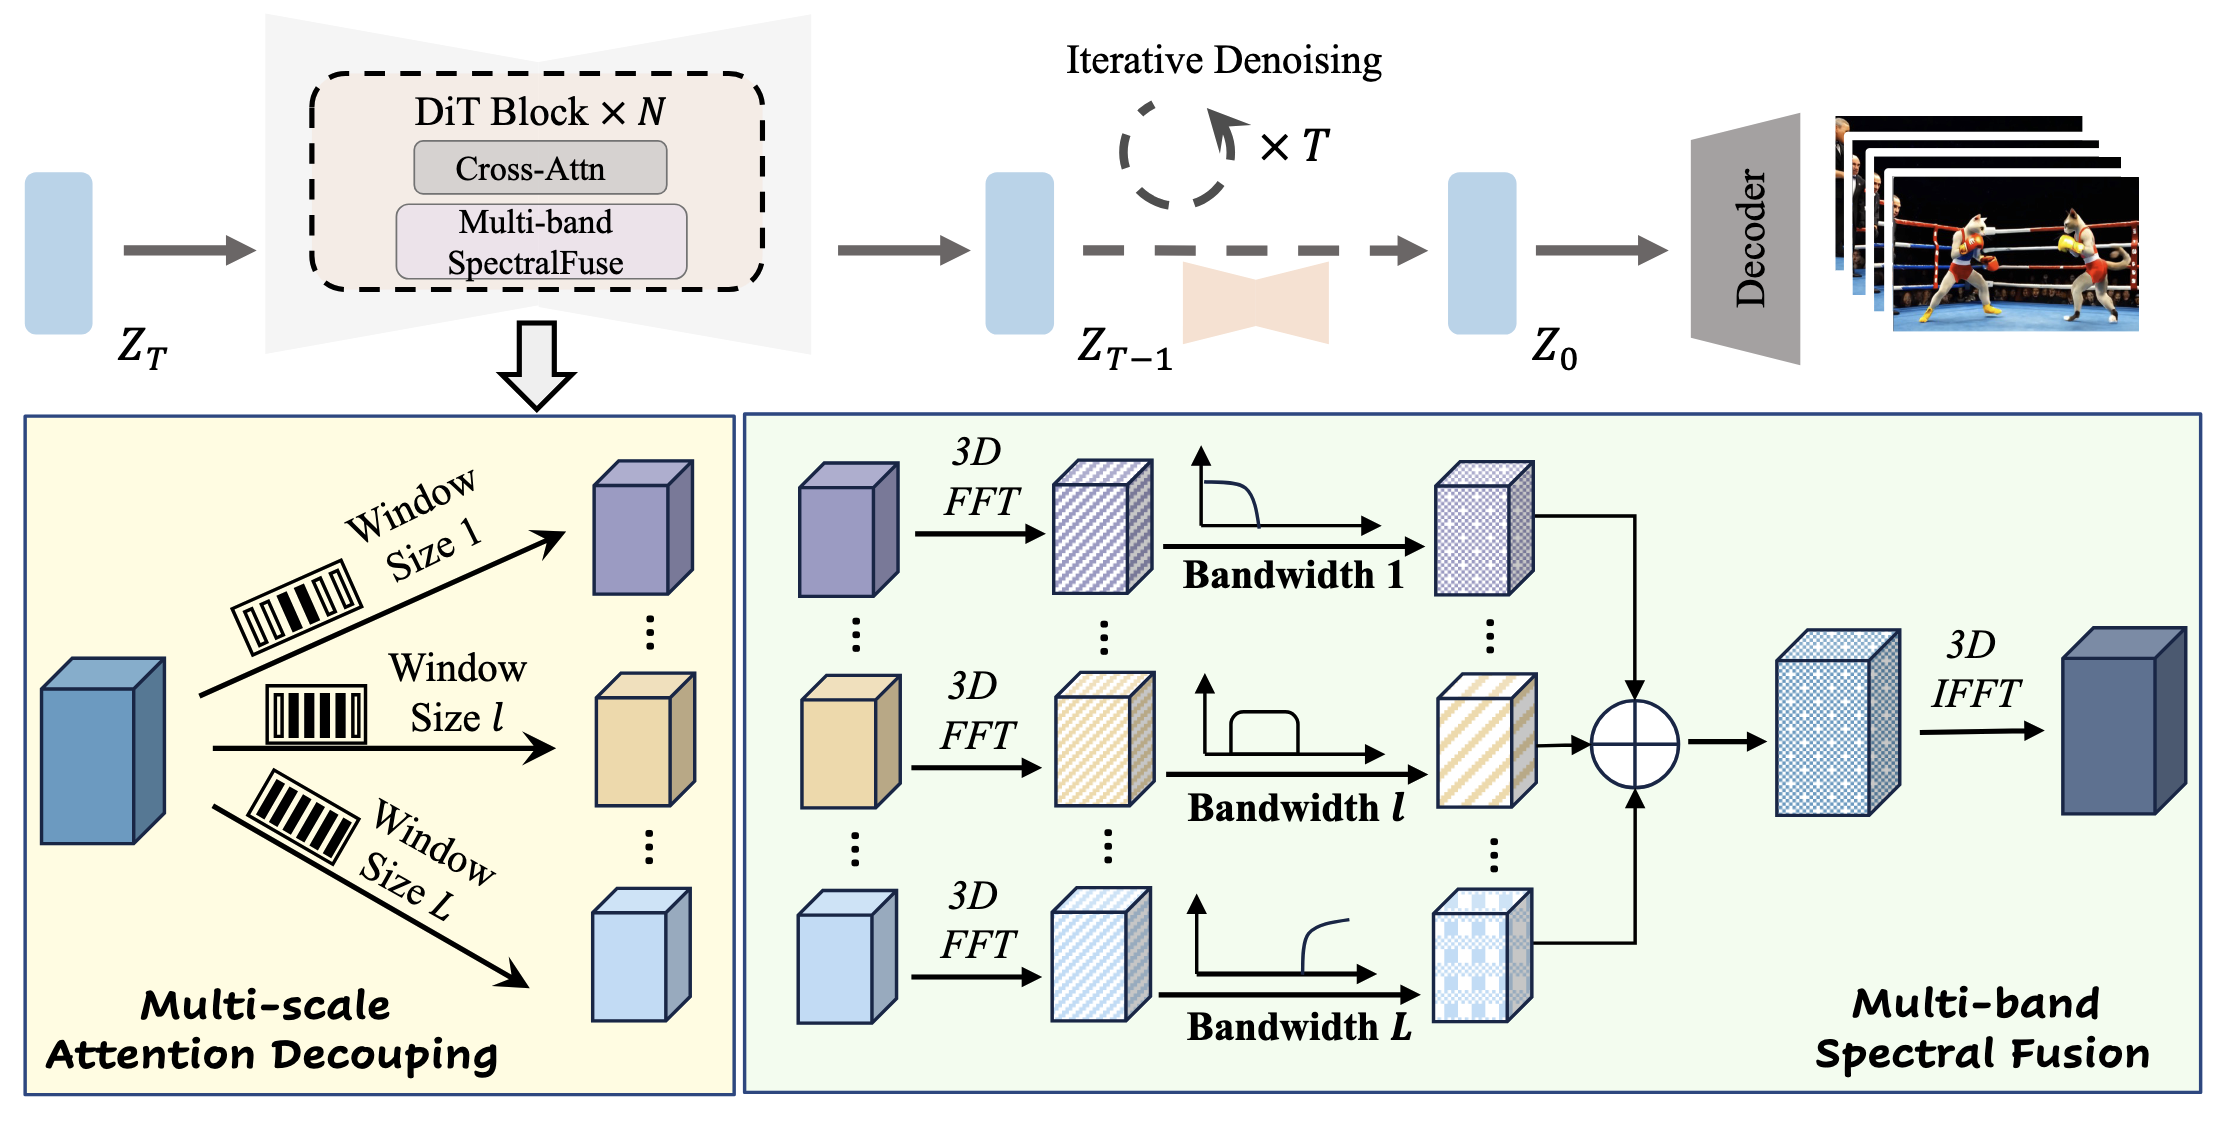 Iterative Denoising
× T
DiT Block × N
Cross-Attn
Multi-band
SpectralFuse
Decoder
Z_T
Z_{T−1}
Z_0
Window
Size 1
Window
Size l
Window
Size L
Multi-scale
Attention Decouping
3D
FFT
Bandwidth 1
3D
FFT
Bandwidth l
3D
FFT
Bandwidth L
3D
IFFT
Multi-band
Spectral Fusion